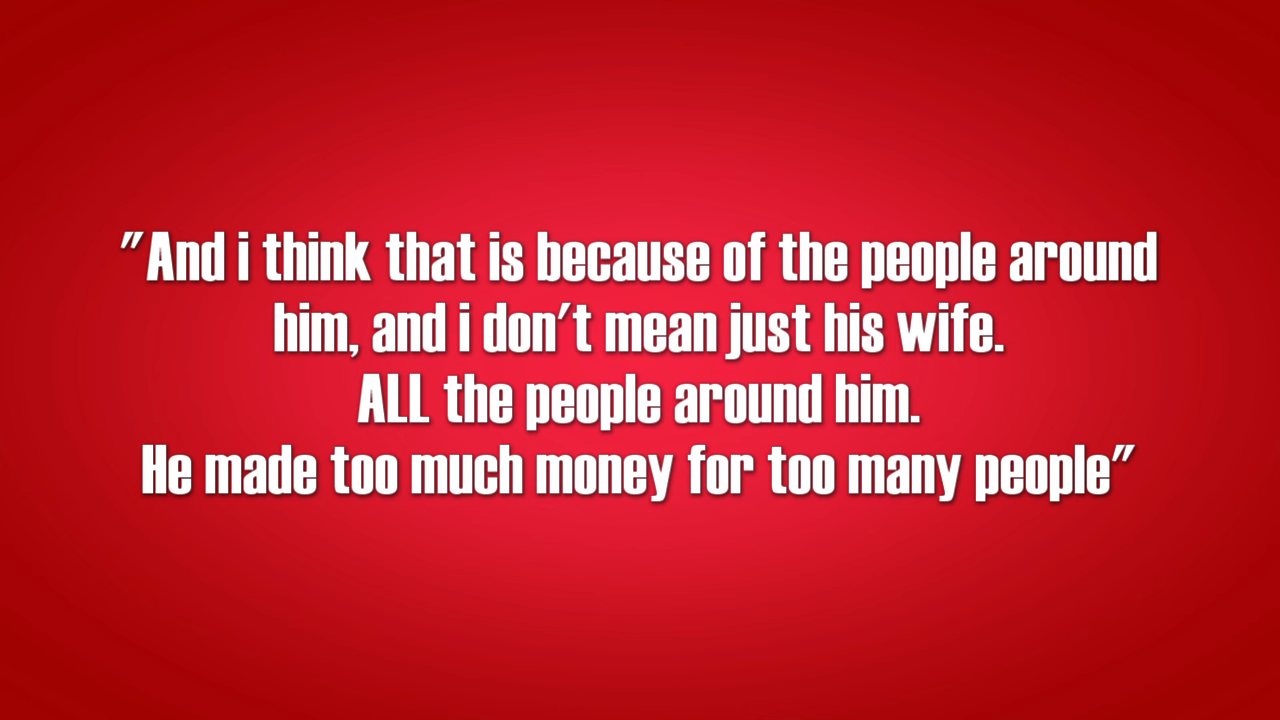 "And i think that is because of the people around
him, and i don't mean just his wife.
ALL the people around him.
He made too much money for too many people"